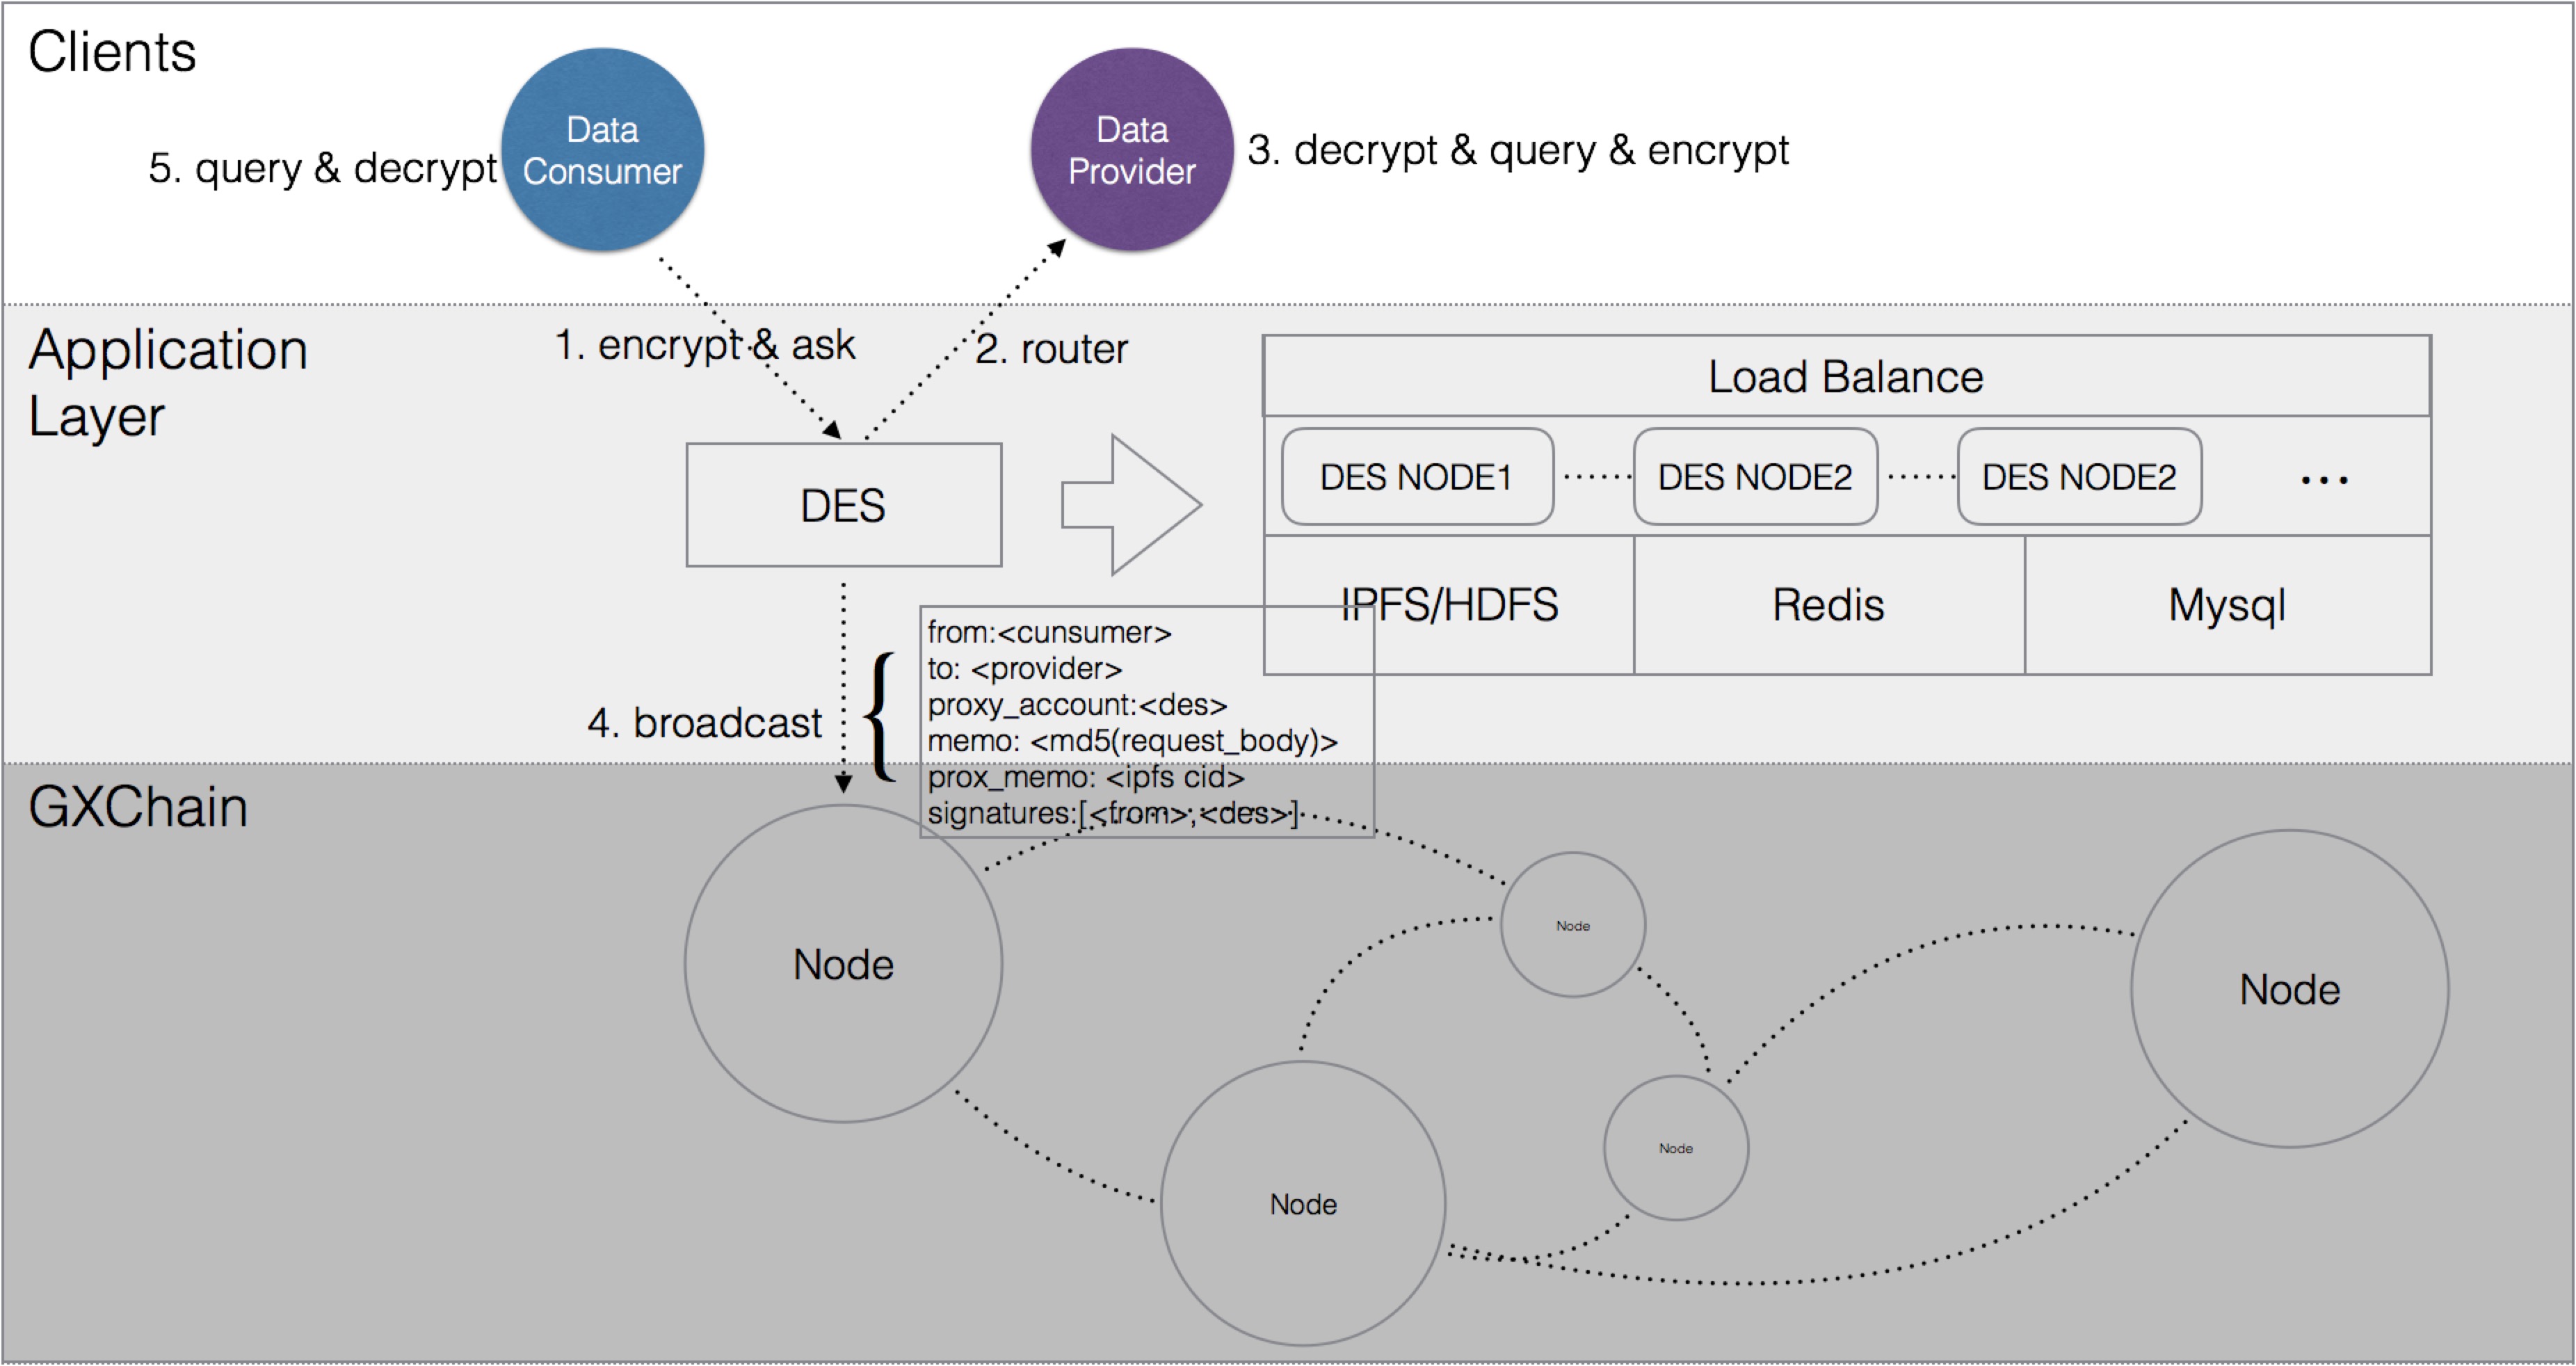 Clients
Data
Consumer
Data
Provider
5. query & decrypt
3. decrypt & query & encrypt
Application
Layer
1. encrypt & ask
2. router
Load Balance
DES
DES NODE1
DES NODE2
DES NODE2
...
IPFS/HDFS
Redis
Mysql
4. broadcast
{
from:<cunsumer>
to: <provider>
proxy_account:<des>
memo: <md5(request_body)>
prox_memo: <ipfs cid>
signatures:[<from>,<des>]
GXChain
Node
Node
Node
Node
Node